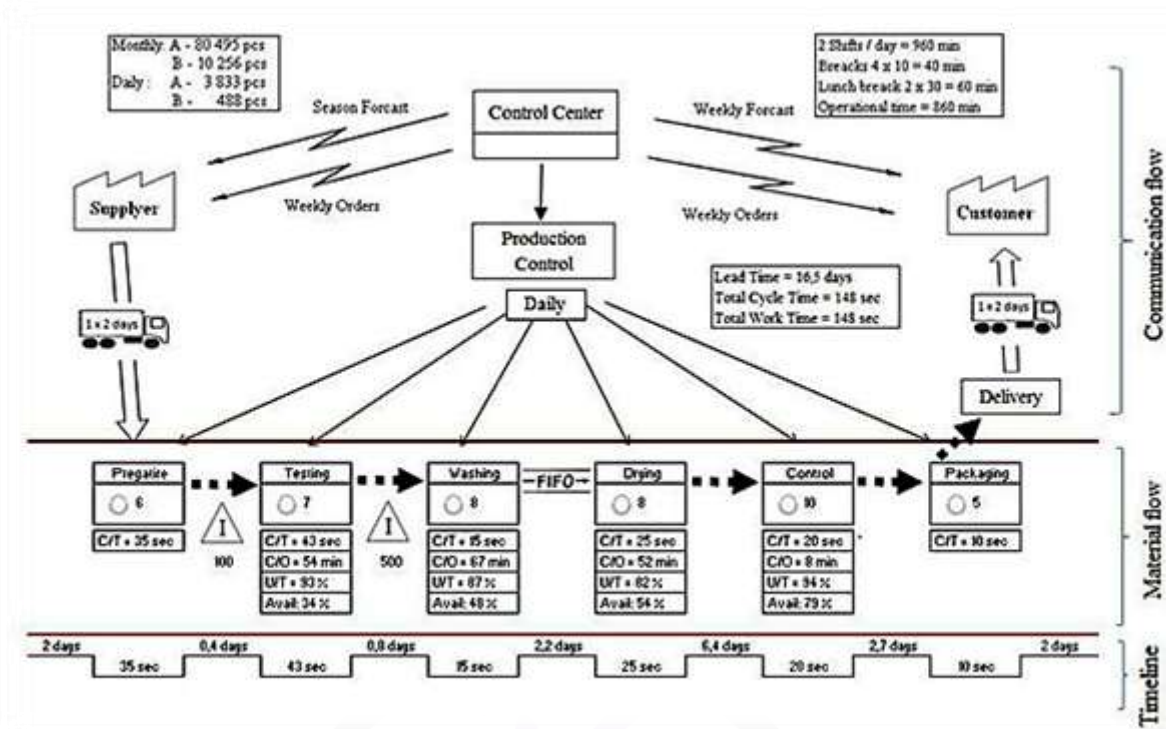 Monthly: A - 80 495 pcs
B - 10 256 pcs
Daily : A - 3 833 pcs
B - 488 pcs
2 Shifts / day = 960 min
Breacks 4 x 10 = 40 min
Lunch breack 2 x 30 = 60 min
Operational time = 860 min
Season Forcast
Control Center
Weekly Forcast
Supplyer
Weekly Orders
Weekly Orders
Customer
Production
Control
Daily
Lead Time = 16,5 days
Total Cycle Time = 148 sec
Total Work Time = 148 sec
1 x 2 days
1 x 2 days
Delivery
Communication flow
Pregatire
6
C/T = 35 sec
I
100
Testing
7
C/T = 43 sec
C/O = 54 min
U/T = 93 %
Avail: 34 %
I
500
Washing
8
C/T = 15 sec
C/O = 67 min
U/T = 87 %
Avail: 48 %
FIFO
Drying
8
C/T = 25 sec
C/O = 52 min
U/T = 82 %
Avail: 54 %
Control
10
C/T = 20 sec
C/O = 8 min
U/T = 94 %
Avail: 79 %
Packaging
5
C/T = 10 sec
Material flow
2 days
35 sec
0,4 days
43 sec
0,8 days
15 sec
2,2 days
25 sec
6,4 days
20 sec
2,7 days
10 sec
2 days
Timeline